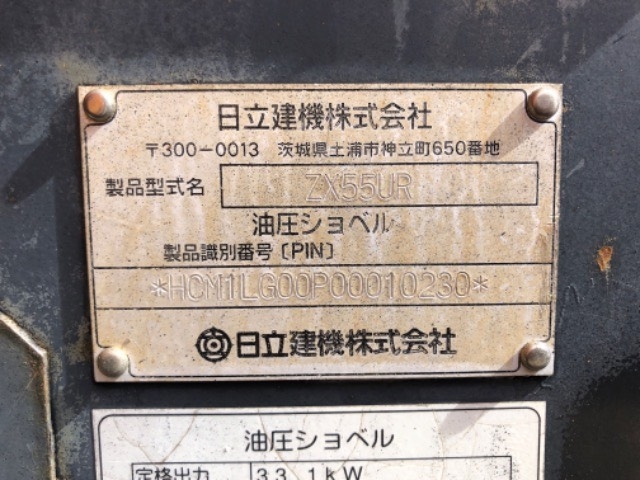 日立建機株式会社
〒300-0013 茨城県土浦市神立町650番地
製品型式名 ZX55UR
油圧ショベル
製品識別番号〔PIN〕
*HCM1LG00P00010230*
日立建機株式会社
油圧ショベル
定格出力 33.1kW